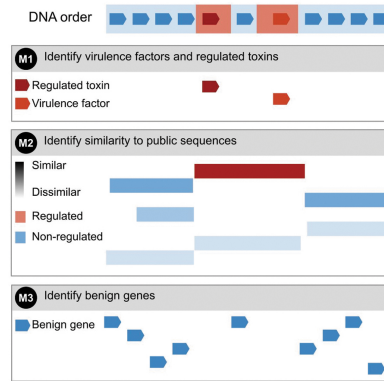 DNA order
M1 Identify virulence factors and regulated toxins
Regulated toxin
Virulence factor
M2 Identify similarity to public sequences
Similar
Dissimilar
Regulated
Non-regulated
M3 Identify benign genes
Benign gene